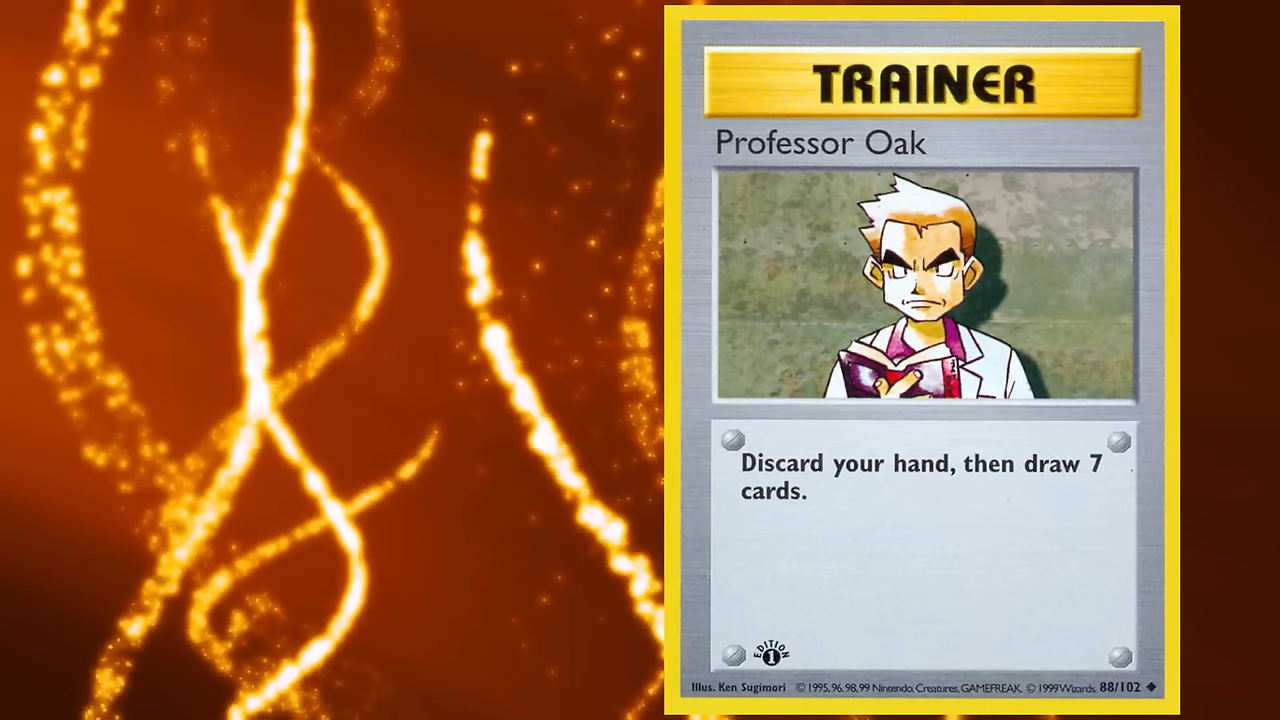 TRAINER
Professor Oak
Discard your hand, then draw 7
cards.
EDITION
1
Illus. Ken Sugimori © 1995, 96, 98, 99 Nintendo, Creatures, GAMEFREAK. © 1999 Wizards. 88/102 ◆